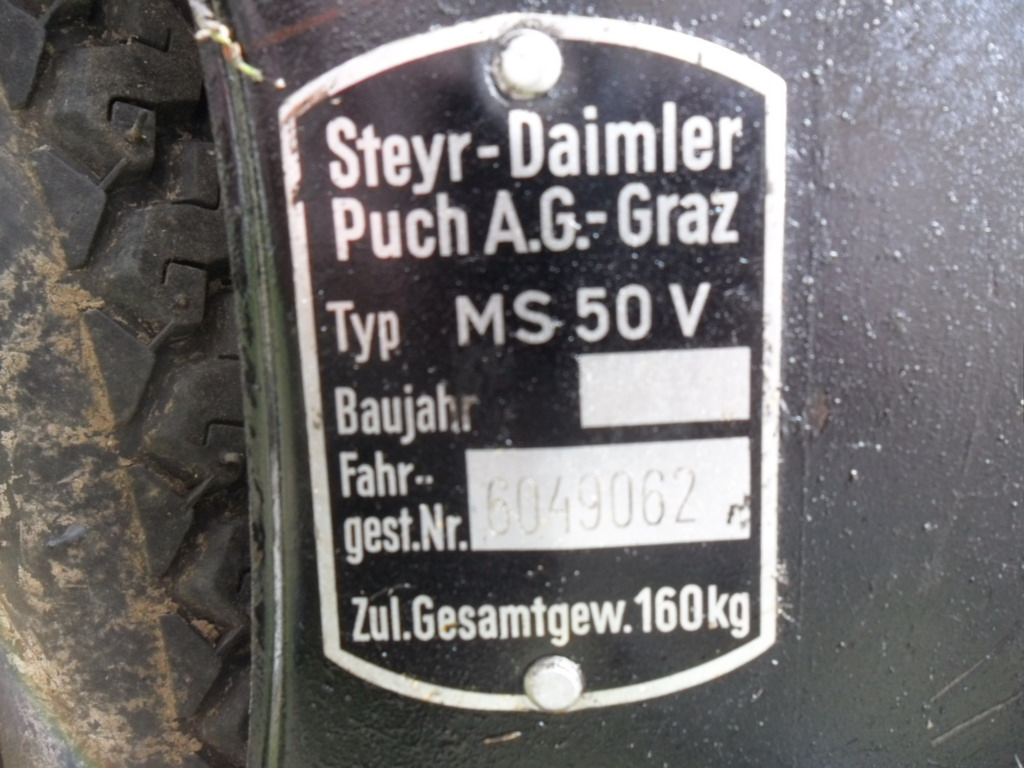 Steyr-Daimler
Puch A.G.-Graz
Typ MS 50 V
Baujahr
Fahr-
gest.Nr. 6049062
Zul.Gesamtgew.160kg